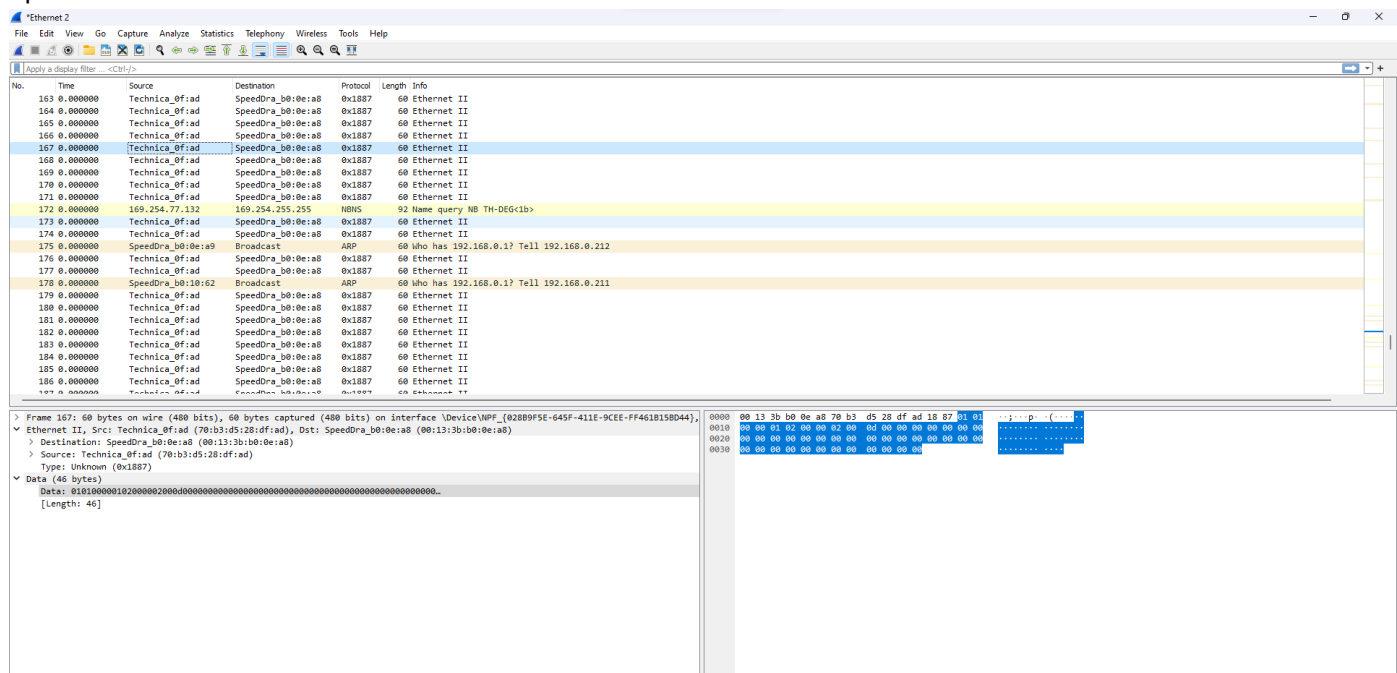 *Ethernet 2
File Edit View Go Capture Analyze Statistics Telephony Wireless Tools Help
Apply a display filter ... <Ctrl-/>
No. Time Source Destination Protocol Length Info
163 0.000000 Technica_0f:ad SpeedDra_b0:0e:a8 0x1887 60 Ethernet II
164 0.000000 Technica_0f:ad SpeedDra_b0:0e:a8 0x1887 60 Ethernet II
165 0.000000 Technica_0f:ad SpeedDra_b0:0e:a8 0x1887 60 Ethernet II
166 0.000000 Technica_0f:ad SpeedDra_b0:0e:a8 0x1887 60 Ethernet II
167 0.000000 Technica_0f:ad SpeedDra_b0:0e:a8 0x1887 60 Ethernet II
168 0.000000 Technica_0f:ad SpeedDra_b0:0e:a8 0x1887 60 Ethernet II
169 0.000000 Technica_0f:ad SpeedDra_b0:0e:a8 0x1887 60 Ethernet II
170 0.000000 Technica_0f:ad SpeedDra_b0:0e:a8 0x1887 60 Ethernet II
171 0.000000 Technica_0f:ad SpeedDra_b0:0e:a8 0x1887 60 Ethernet II
172 0.000000 169.254.77.132 169.254.255.255 NBNS 92 Name query NB TH-DEG<1b>
173 0.000000 Technica_0f:ad SpeedDra_b0:0e:a8 0x1887 60 Ethernet II
174 0.000000 Technica_0f:ad SpeedDra_b0:0e:a8 0x1887 60 Ethernet II
175 0.000000 SpeedDra_b0:0e:a9 Broadcast ARP 60 Who has 192.168.0.1? Tell 192.168.0.212
176 0.000000 Technica_0f:ad SpeedDra_b0:0e:a8 0x1887 60 Ethernet II
177 0.000000 Technica_0f:ad SpeedDra_b0:0e:a8 0x1887 60 Ethernet II
178 0.000000 SpeedDra_b0:10:62 Broadcast ARP 60 Who has 192.168.0.1? Tell 192.168.0.211
179 0.000000 Technica_0f:ad SpeedDra_b0:0e:a8 0x1887 60 Ethernet II
180 0.000000 Technica_0f:ad SpeedDra_b0:0e:a8 0x1887 60 Ethernet II
181 0.000000 Technica_0f:ad SpeedDra_b0:0e:a8 0x1887 60 Ethernet II
182 0.000000 Technica_0f:ad SpeedDra_b0:0e:a8 0x1887 60 Ethernet II
183 0.000000 Technica_0f:ad SpeedDra_b0:0e:a8 0x1887 60 Ethernet II
184 0.000000 Technica_0f:ad SpeedDra_b0:0e:a8 0x1887 60 Ethernet II
185 0.000000 Technica_0f:ad SpeedDra_b0:0e:a8 0x1887 60 Ethernet II
186 0.000000 Technica_0f:ad SpeedDra_b0:0e:a8 0x1887 60 Ethernet II
Frame 167: 60 bytes on wire (480 bits), 60 bytes captured (480 bits) on interface \Device\NPF_{028B9F5E-645F-411E-9CEE-FF461B15BD44},
Ethernet II, Src: Technica_0f:ad (70:b3:d5:28:df:ad), Dst: SpeedDra_b0:0e:a8 (00:13:3b:b0:0e:a8)
Destination: SpeedDra_b0:0e:a8 (00:13:3b:b0:0e:a8)
Source: Technica_0f:ad (70:b3:d5:28:df:ad)
Type: Unknown (0x1887)
Data (46 bytes)
[Length: 46]
0000 00 13 3b b0 0e a8 70 b3 d5 28 df ad 18 87 01 01 ··;···p· ·(······
0010 00 00 01 02 00 00 02 00 0d 00 00 00 00 00 00 00 ········ ········
0020 00 00 00 00 00 00 00 00 00 00 00 00 00 00 00 00 ········ ········
0030 00 00 00 00 00 00 00 00 00 00 00 00 ········ ····